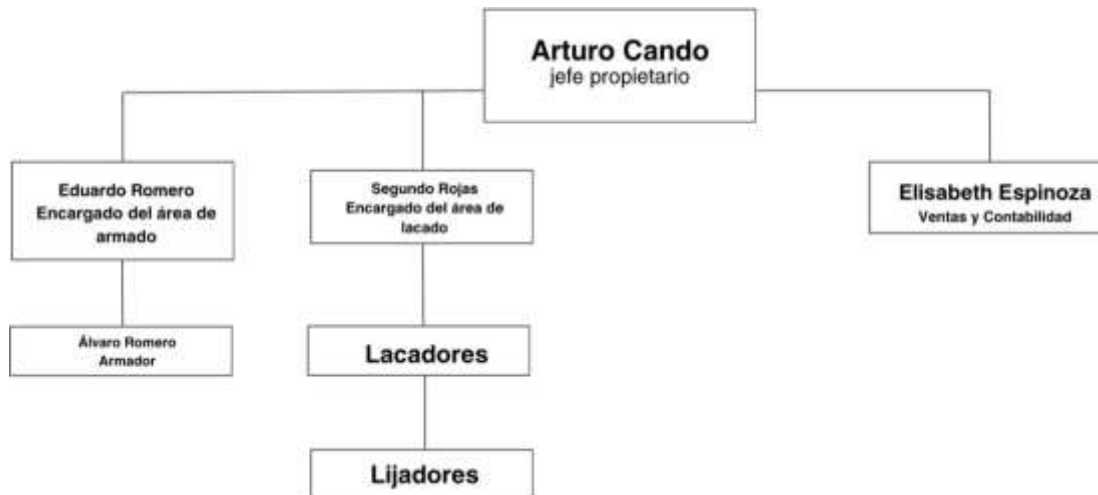 Arturo Cando
jefe propietario
Eduardo Romero
Encargado del área de
armado
Segundo Rojas
Encargado del área de
lacado
Elisabeth Espinoza
Ventas y Contabilidad
Álvaro Romero
Armador
Lacadores
Lijadores